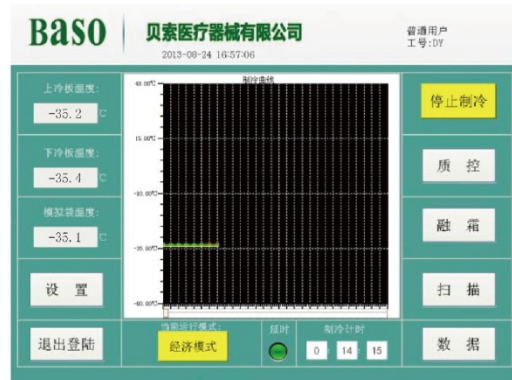 Baso
贝索医疗器械有限公司
2013-08-24 16:57:06
普通用户
工号:DY
上冷板温度:
-35.2 ℃
下冷板温度:
-35.4 ℃
模拟袋温度:
-35.1 ℃
设 置
退出登陆
制冷曲线
40.00℃
15.00℃
-10.00℃
-35.00℃
-60.00℃
当前运行模式:
经济模式
延时
制冷计时
0 : 14 : 15
停止制冷
质 控
融 霜
扫 描
数 据